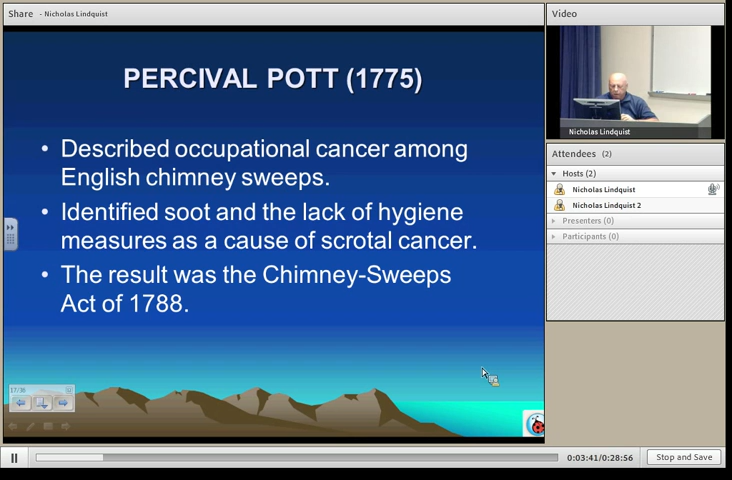 Share - Nicholas Lindquist
Video
PERCIVAL POTT (1775)
• Described occupational cancer among
English chimney sweeps.
• Identified soot and the lack of hygiene
measures as a cause of scrotal cancer.
• The result was the Chimney-Sweeps
Act of 1788.
17/36
Nicholas Lindquist
Attendees (2)
Hosts (2)
Nicholas Lindquist
Nicholas Lindquist 2
Presenters (0)
Participants (0)
0:03:41/0:28:56
Stop and Save